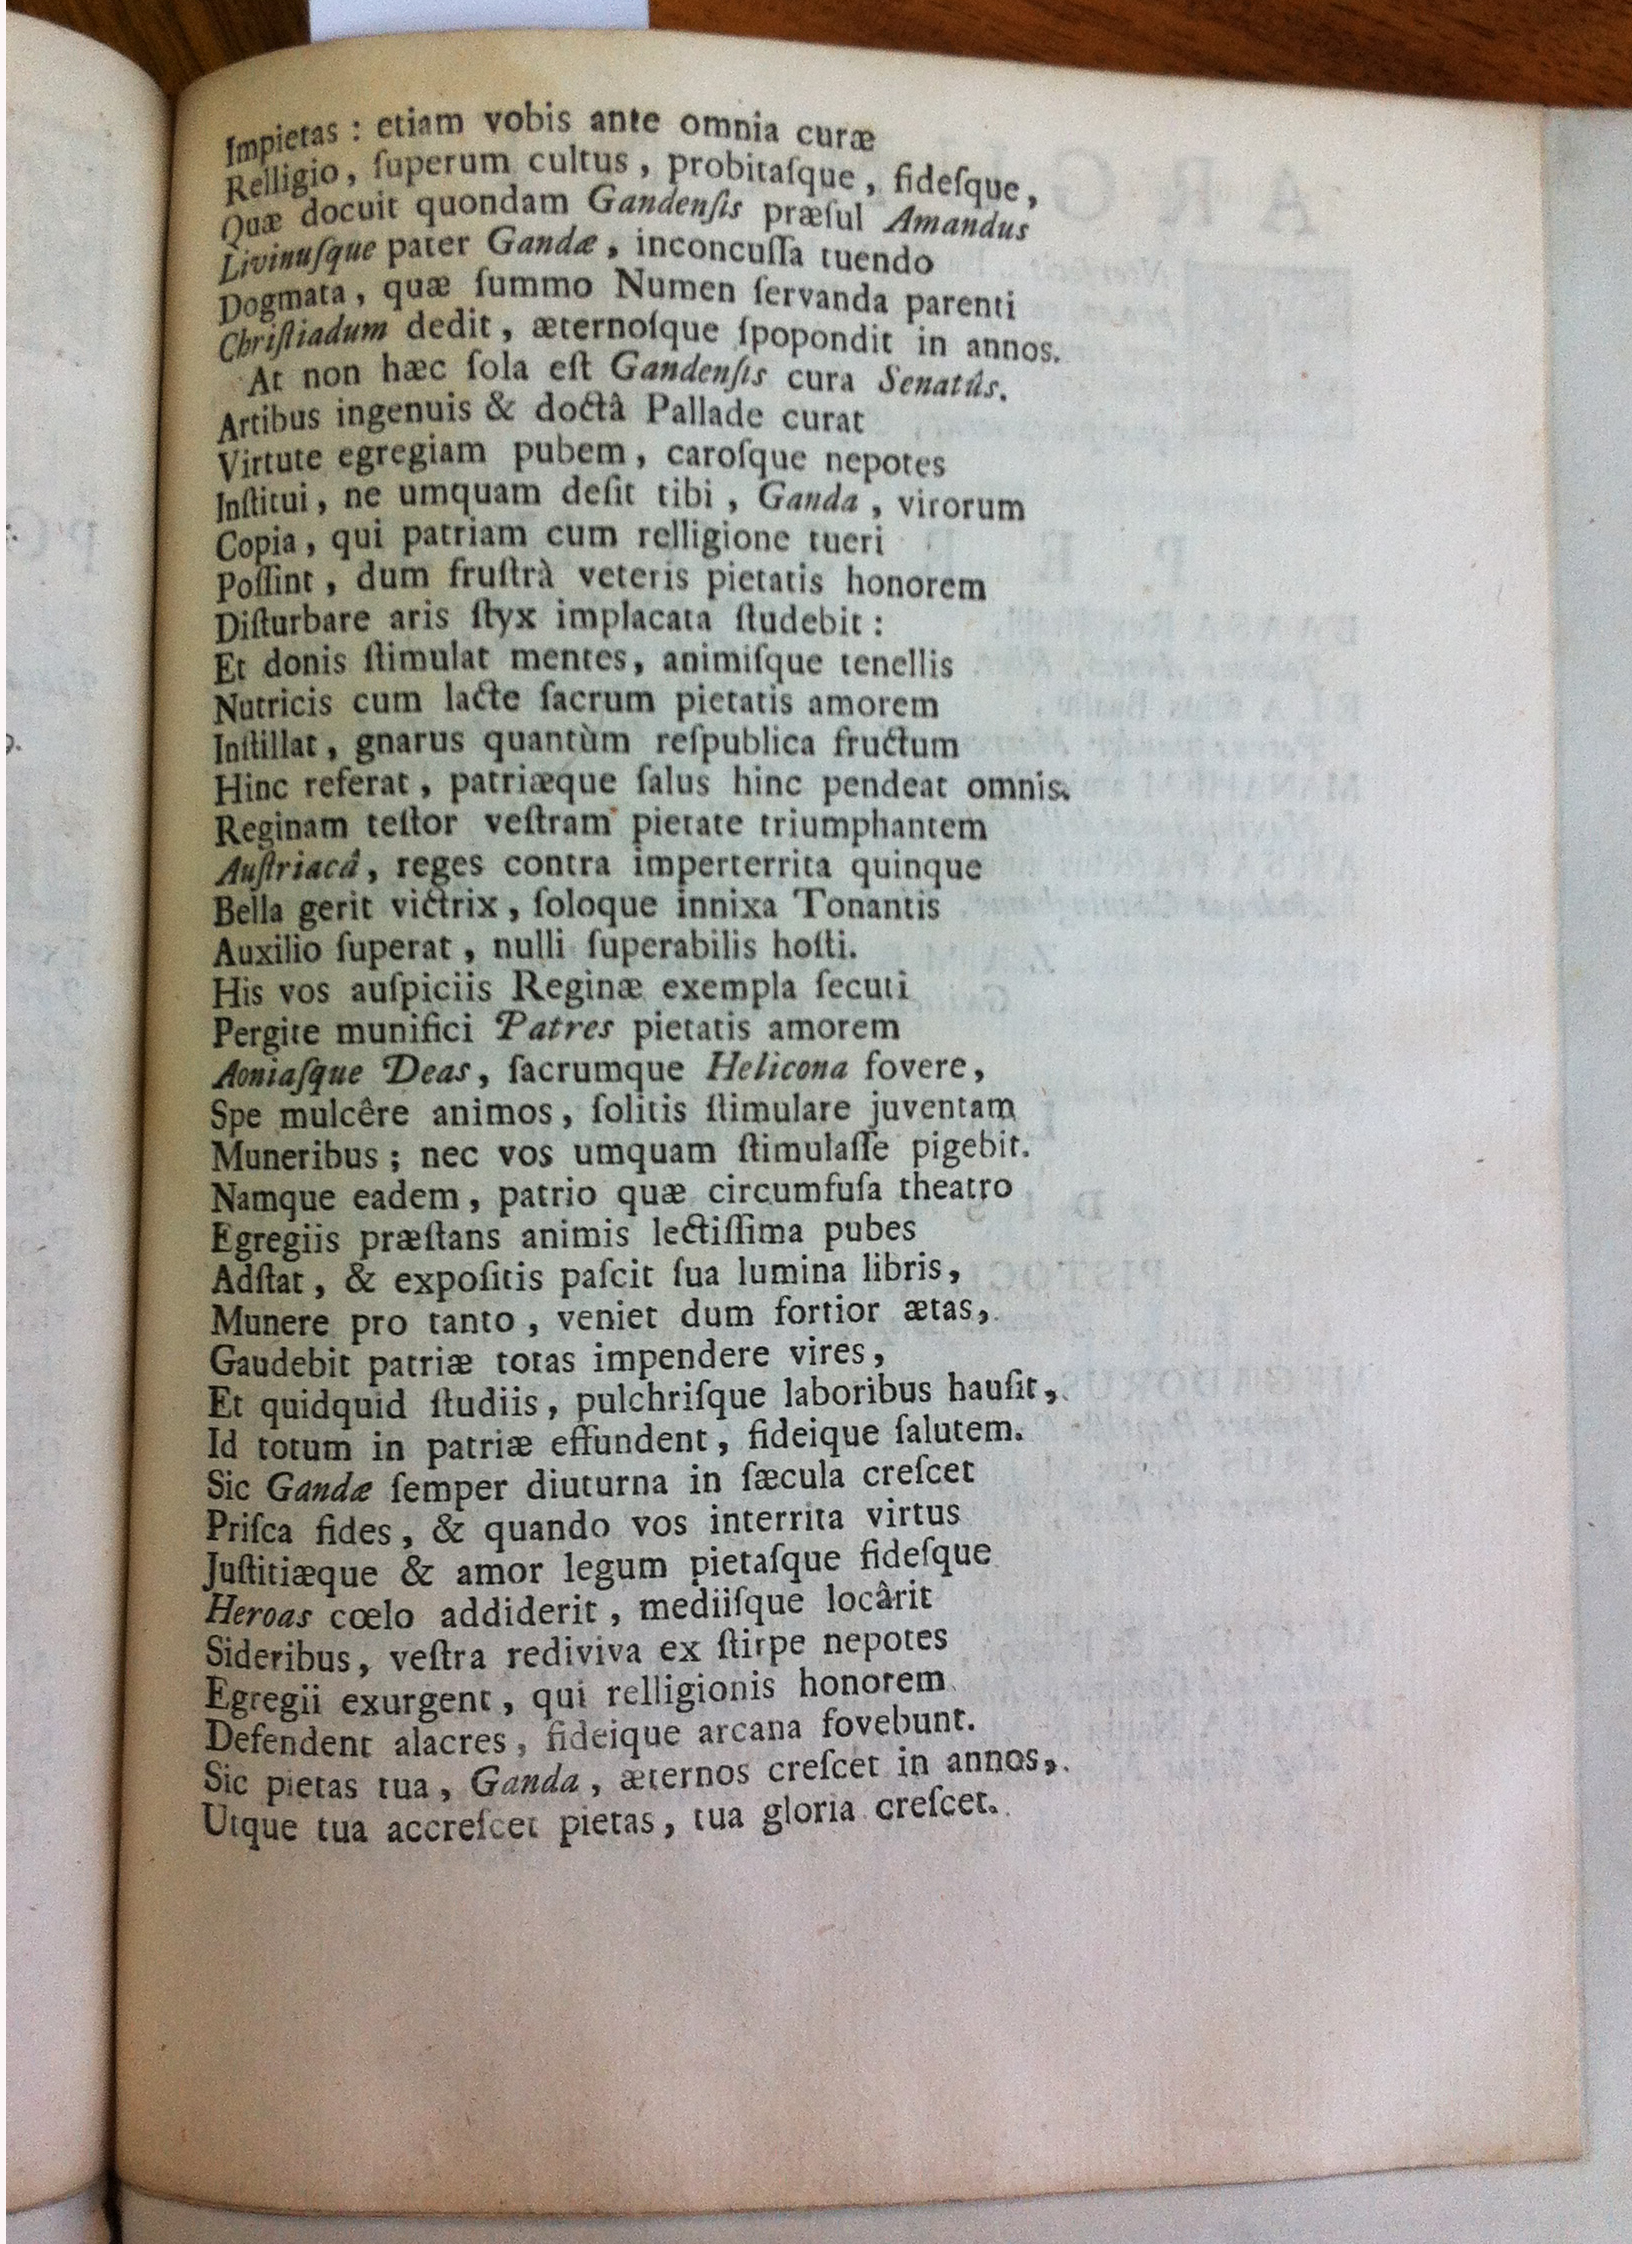 Impietas : etiam vobis ante omnia curæ
Relligio, ſuperum cultus, probitaſque, fideſque,
Quæ docuit quondam Gandenſis præſul Amandus
Livinuſque pater Gandæ, inconcuſſa tuendo
Dogmata, quæ ſummo Numen ſervanda parenti
Chriſtiadum dedit, æternoſque ſpopondit in annos.
At non hæc ſola eſt Gandenſis cura Senatûs.
Artibus ingenuis & doctâ Pallade curat
Virtute egregiam pubem, caroſque nepotes
Inſtitui, ne umquam deſit tibi, Ganda, virorum
Copia, qui patriam cum relligione tueri
Poſſint, dum fruſtrà veteris pietatis honorem
Diſturbare aris ſtyx implacata ſtudebit :
Et donis ſtimulat mentes, animiſque tenellis
Nutricis cum lacte ſacrum pietatis amorem
Inſtillat, gnarus quantùm reſpublica fructum
Hinc referat, patriæque ſalus hinc pendeat omnis.
Reginam teſtor veſtram pietate triumphantem
Auſtriacâ, reges contra imperterrita quinque
Bella gerit victrix, ſoloque innixa Tonantis
Auxilio ſuperat, nulli ſuperabilis hoſti.
His vos auſpiciis Reginæ exempla ſecuti
Pergite munifici Patres pietatis amorem
Aoniaſque Deas, ſacrumque Helicona fovere,
Spe mulcêre animos, ſolitis ſtimulare juventam
Muneribus ; nec vos umquam ſtimulaſſe pigebit.
Namque eadem, patrio quæ circumfuſa theatro
Egregiis præſtans animis lectiſſima pubes
Adſtat, & expoſitis paſcit ſua lumina libris,
Munere pro tanto, veniet dum fortior ætas,
Gaudebit patriæ totas impendere vires,
Et quidquid ſtudiis, pulchriſque laboribus hauſit,
Id totum in patriæ effundent, fideique ſalutem.
Sic Gandæ ſemper diuturna in ſæcula creſcet
Priſca fides, & quando vos interrita virtus
Juſtitiæque & amor legum pietaſque fideſque
Heroas cœlo addiderit, mediiſque locârit
Sideribus, veſtra rediviva ex ſtirpe nepotes
Egregii exurgent, qui relligionis honorem
Defendent alacres, fideique arcana fovebunt.
Sic pietas tua, Ganda, æternos creſcet in annos,
Utque tua accreſcet pietas, tua gloria creſcet.